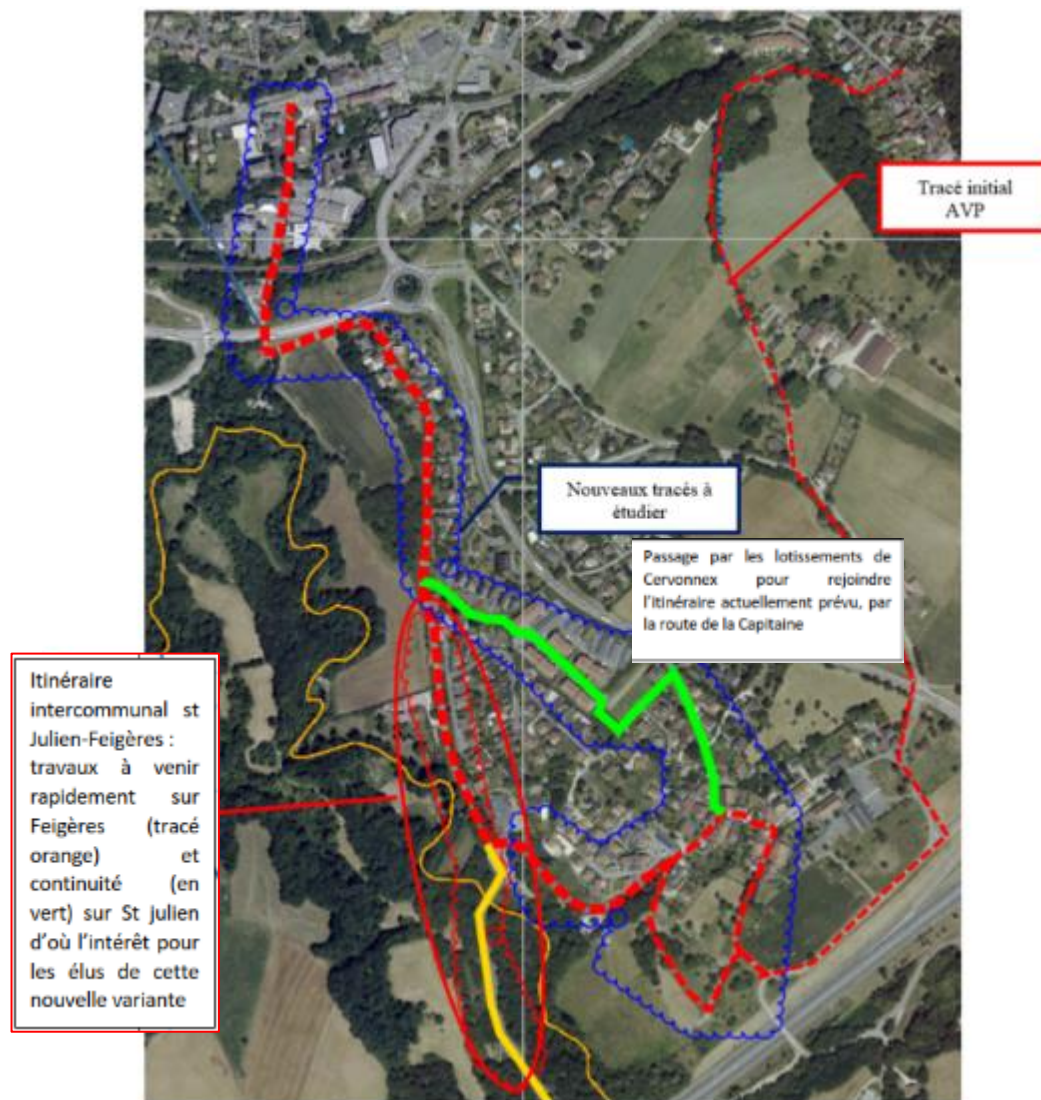 Tracé initial
AVP
Nouveaux tracés à
étudier
Passage par les lotissements de
Cervonnex pour rejoindre
l'itinéraire actuellement prévu, par
la route de la Capitaine
Itinéraire
intercommunal st
Julien-Feigères :
travaux à venir
rapidement sur
Feigères (tracé
orange) et
continuité (en
vert) sur St julien
d'où l'intérêt pour
les élus de cette
nouvelle variante